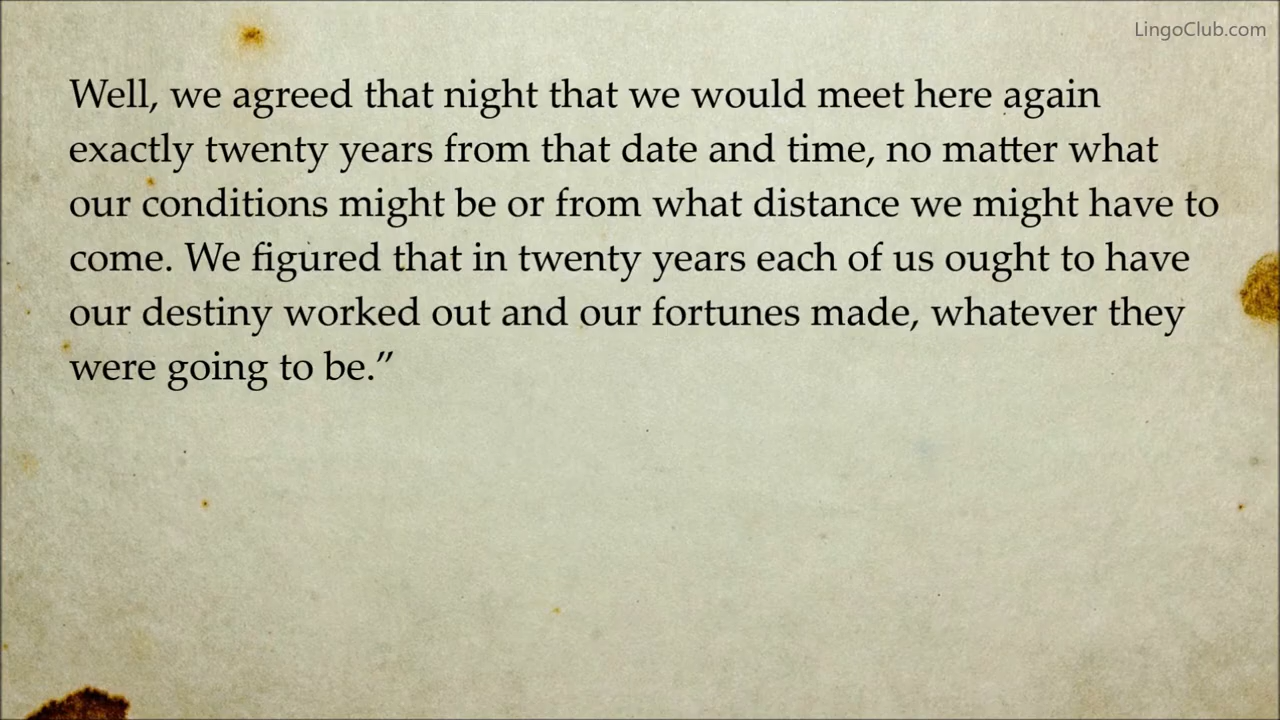 LingoClub.com
Well, we agreed that night that we would meet here again
exactly twenty years from that date and time, no matter what
our conditions might be or from what distance we might have to
come. We figured that in twenty years each of us ought to have
our destiny worked out and our fortunes made, whatever they
were going to be.”